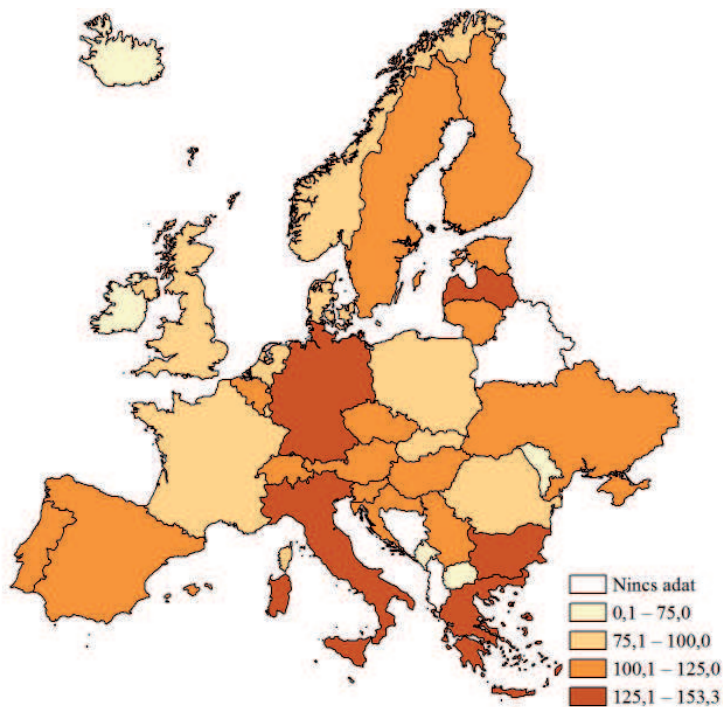 Nincs adat
0,1 – 75,0
75,1 – 100,0
100,1 – 125,0
125,1 – 153,3